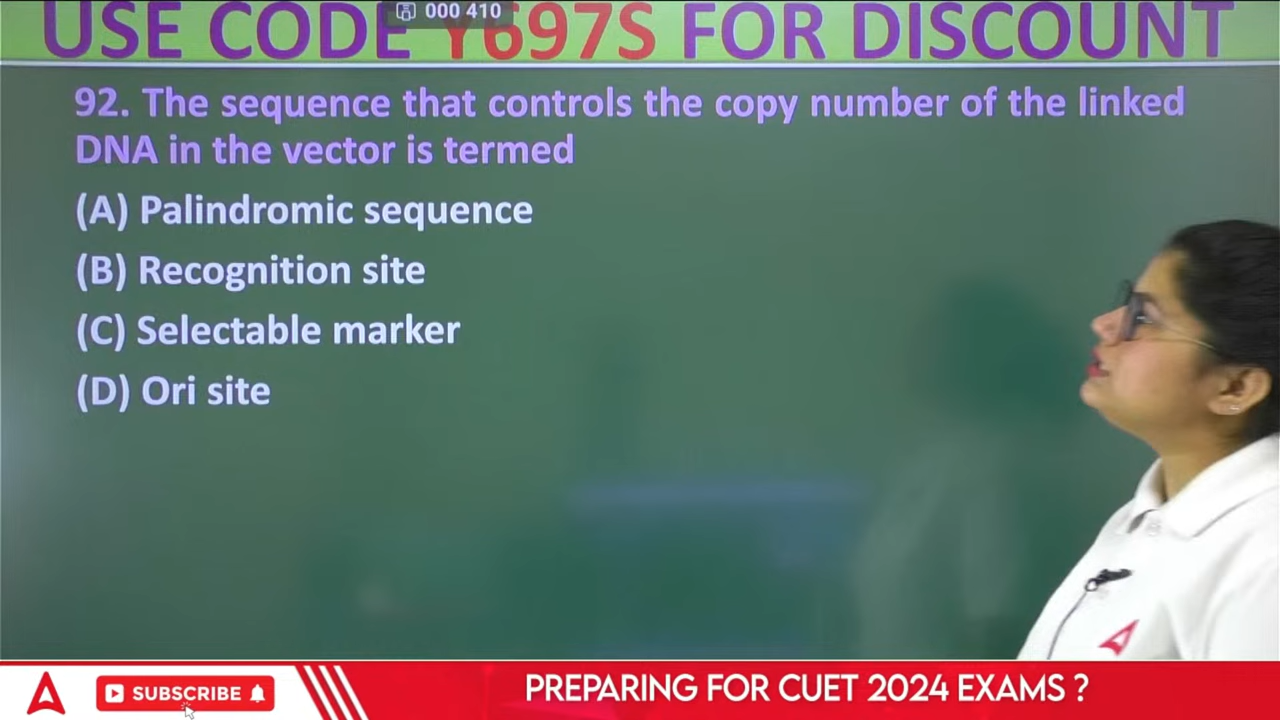 USE CODE Y697S FOR DISCOUNT
000 410
92. The sequence that controls the copy number of the linked
DNA in the vector is termed
(A) Palindromic sequence
(B) Recognition site
(C) Selectable marker
(D) Ori site
SUBSCRIBE
PREPARING FOR CUET 2024 EXAMS ?